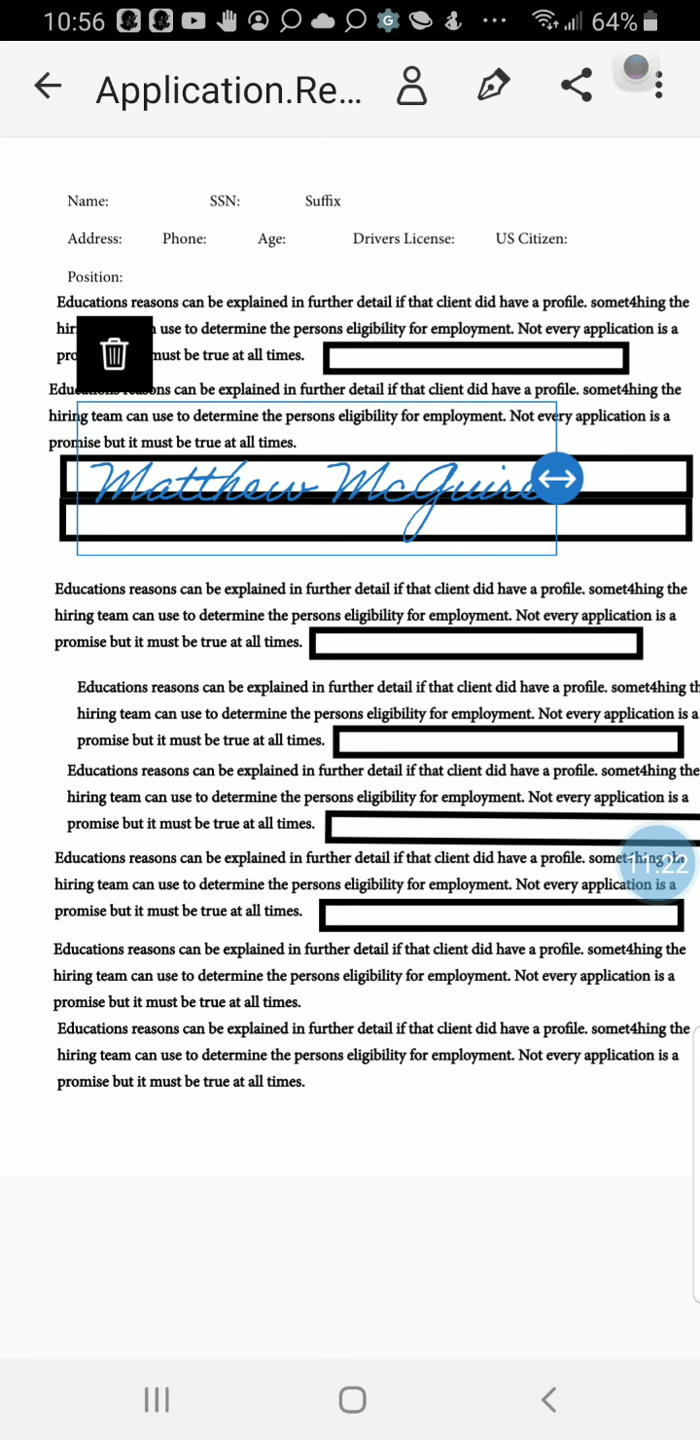 10:56 64%
Application.Re...
Name: SSN: Suffix
Address: Phone: Age: Drivers License: US Citizen:
Position:
Educations reasons can be explained in further detail if that client did have a profile. somet4hing the
hir use to determine the persons eligibility for employment. Not every application is a
pro must be true at all times.
Educations reasons can be explained in further detail if that client did have a profile. somet4hing the
hiring team can use to determine the persons eligibility for employment. Not every application is a
promise but it must be true at all times.
Matthew McGuire
Educations reasons can be explained in further detail if that client did have a profile. somet4hing the
hiring team can use to determine the persons eligibility for employment. Not every application is a
promise but it must be true at all times.
Educations reasons can be explained in further detail if that client did have a profile. somet4hing th
hiring team can use to determine the persons eligibility for employment. Not every application is a
promise but it must be true at all times.
Educations reasons can be explained in further detail if that client did have a profile. somet4hing the
hiring team can use to determine the persons eligibility for employment. Not every application is a
promise but it must be true at all times.
Educations reasons can be explained in further detail if that client did have a profile. somet4hing the
11:22
hiring team can use to determine the persons eligibility for employment. Not every application is a
promise but it must be true at all times.
Educations reasons can be explained in further detail if that client did have a profile. somet4hing the
hiring team can use to determine the persons eligibility for employment. Not every application is a
promise but it must be true at all times.
Educations reasons can be explained in further detail if that client did have a profile. somet4hing the
hiring team can use to determine the persons eligibility for employment. Not every application is a
promise but it must be true at all times.